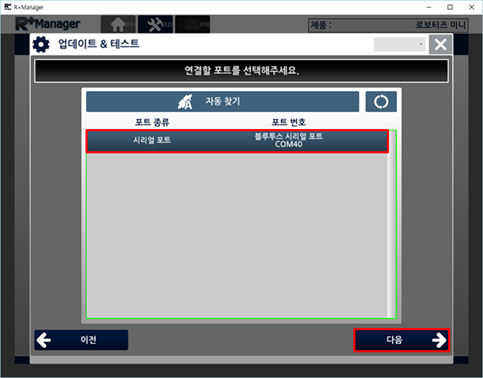 R+Manager
R+Manager
(F1)
(F2)
(F3)
제품 :
로보티즈 미니
업데이트 & 테스트
연결할 포트를 선택해주세요.
자동 찾기
포트 종류
포트 번호
시리얼 포트
블루투스 시리얼 포트
COM40
이전
다음